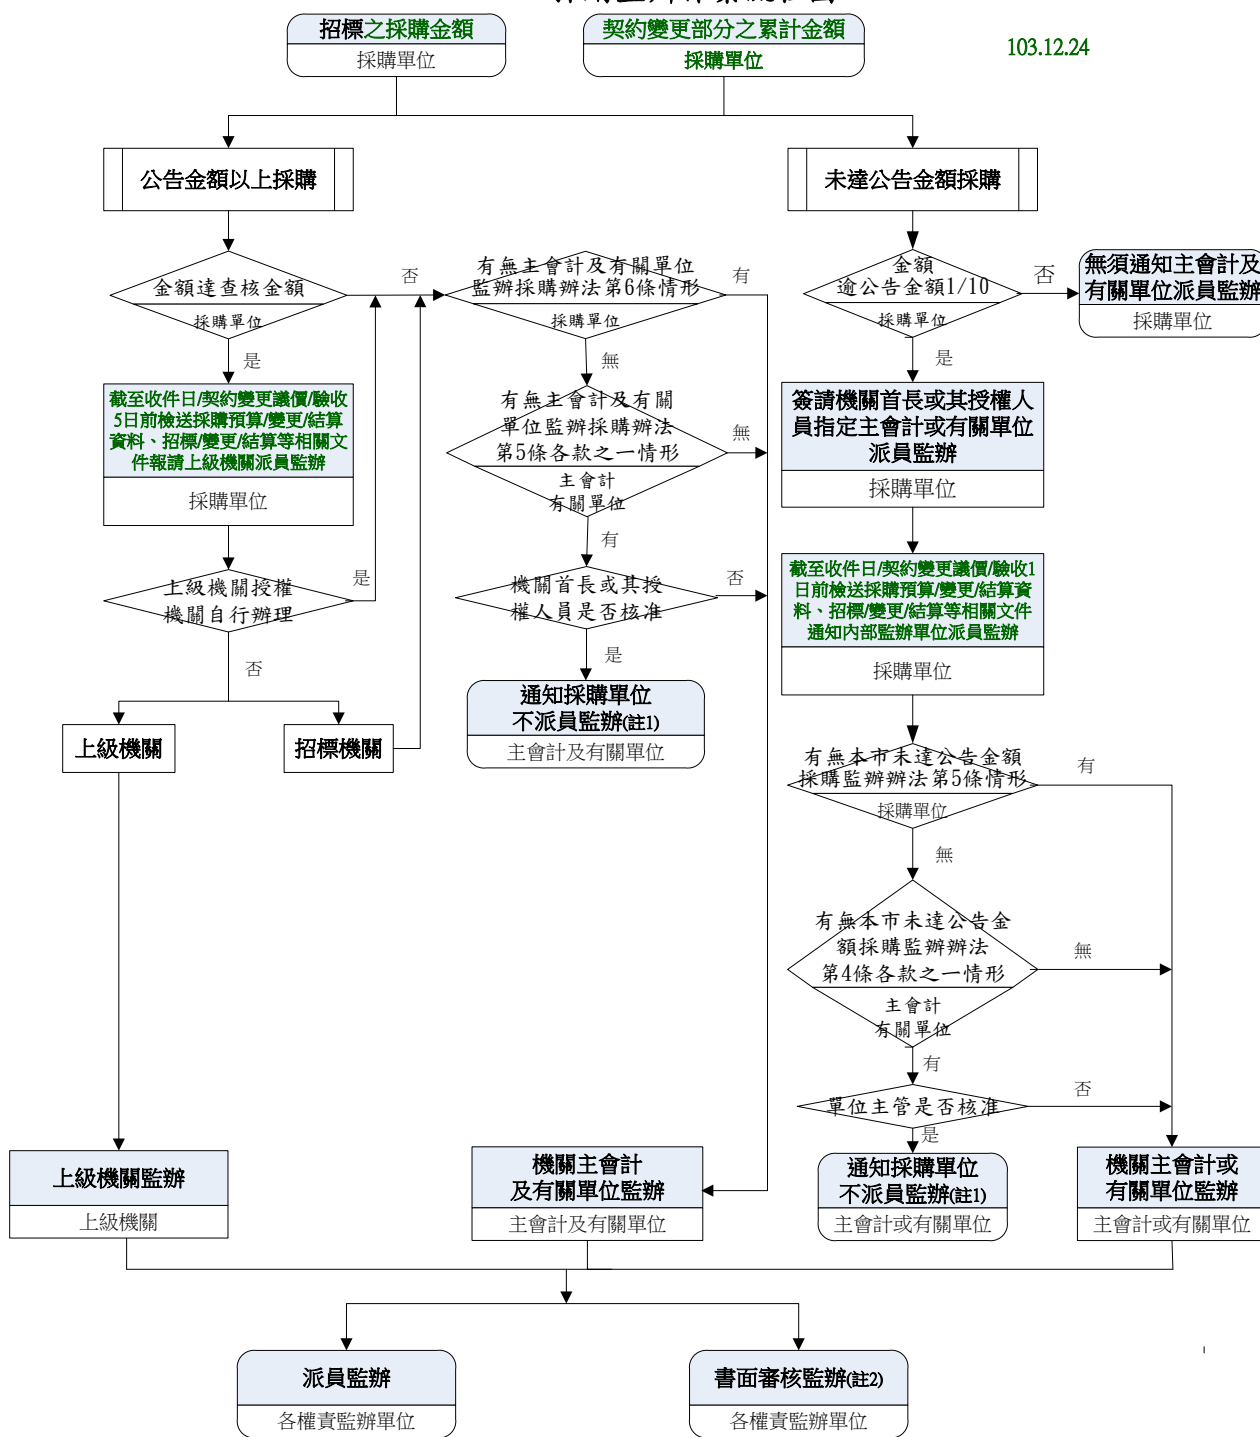 招標之採購金額
採購單位
契約變更部分之累計金額
採購單位
103.12.24
公告金額以上採購
未達公告金額採購
金額達查核金額
採購單位
否
是
有無主會計及有關單位
監辦採購辦法第6條情形
採購單位
有
無
金額
逾公告金額1/10
採購單位
否
是
無須通知主會計及
有關單位派員監辦
採購單位
截至收件日/契約變更議價/驗收
5日前檢送採購預算/變更/結算
資料、招標/變更/結算等相關文
件報請上級機關派員監辦
採購單位
有無主會計及有關
單位監辦採購辦法
第5條各款之一情形
主會計
有關單位
無
有
簽請機關首長或其授權人
員指定主會計或有關單位
派員監辦
採購單位
上級機關授權
機關自行辦理
是
否
機關首長或其授
權人員是否核准
否
是
截至收件日/契約變更議價/驗收1
日前檢送採購預算/變更/結算資
料、招標/變更/結算等相關文件
通知內部監辦單位派員監辦
採購單位
上級機關
招標機關
通知採購單位
不派員監辦(註1)
主會計及有關單位
有無本市未達公告金額
採購監辦辦法第5條情形
採購單位
有
無
有無本市未達公告金
額採購監辦辦法
第4條各款之一情形
主會計
有關單位
無
有
單位主管是否核准
否
是
上級機關監辦
上級機關
機關主會計
及有關單位監辦
主會計及有關單位
通知採購單位
不派員監辦(註1)
主會計或有關單位
機關主會計或
有關單位監辦
主會計或有關單位
派員監辦
各權責監辦單位
書面審核監辦(註2)
各權責監辦單位